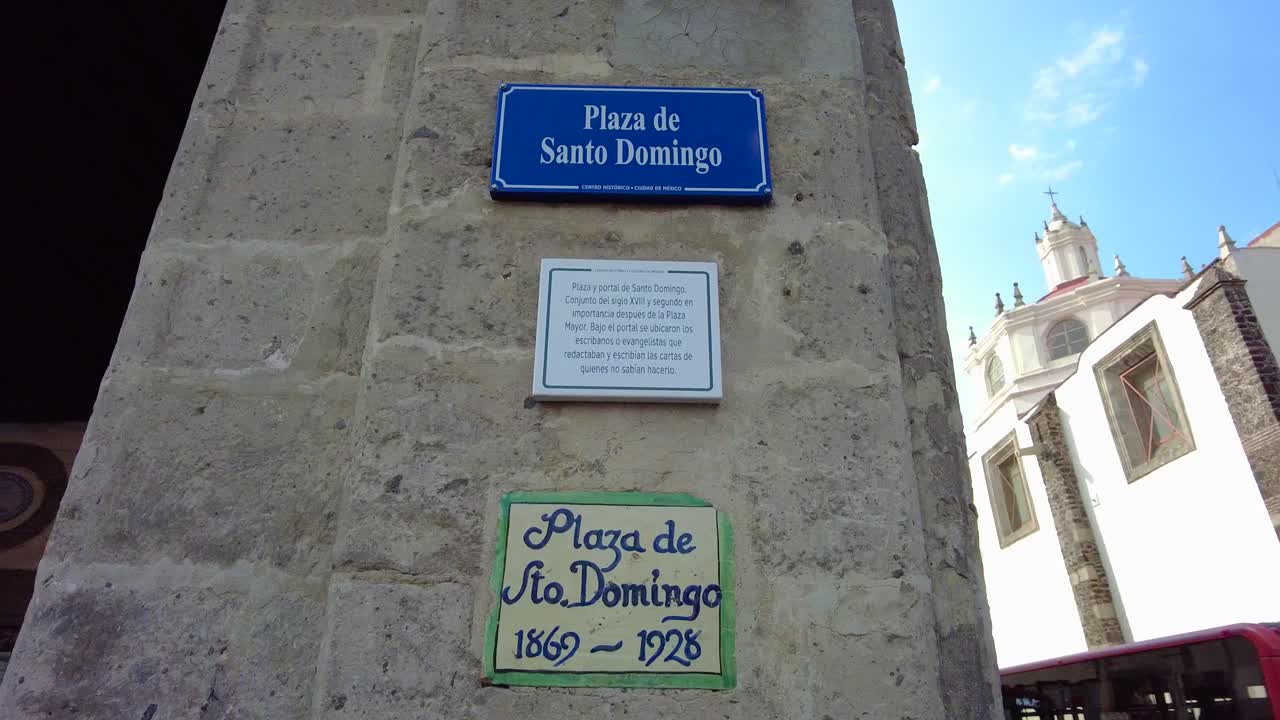 Plaza de
Santo Domingo
CENTRO HISTÓRICO • CIUDAD DE MÉXICO
Plaza y portal de Santo Domingo.
Conjunto del siglo XVIII y segundo en
importancia después de la Plaza
Mayor. Bajo el portal se ubicaron los
escribanos o evangelistas que
redactaban y escribían las cartas de
quienes no sabían hacerlo.
Plaza de
Sto. Domingo
1869 ~ 1928